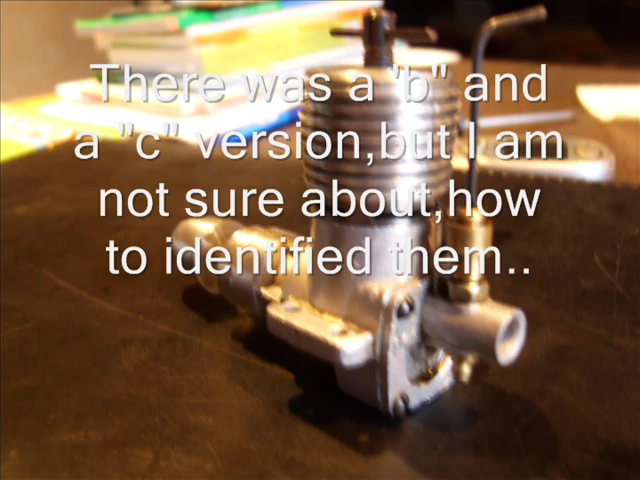 There was a 'b" and
a "c" version,but I am
not sure about,how
to identified them..